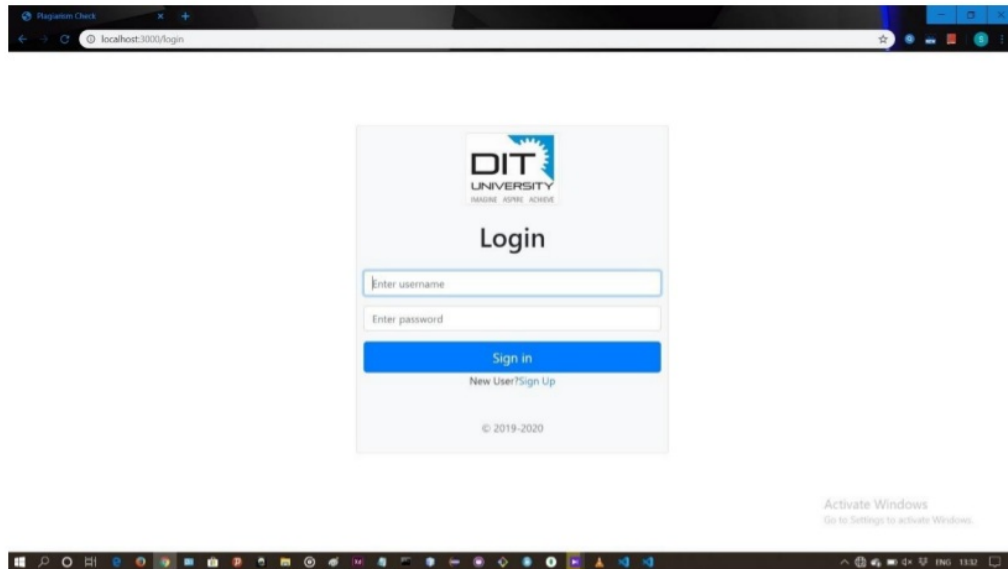 Plagiarism Check
localhost:3000/login
DIT
UNIVERSITY
IMAGINE ASPIRE ACHIEVE
Login
Enter username
Enter password
Sign in
New User?Sign Up
© 2019-2020
Activate Windows
Go to Settings to activate Windows.
ENG 13:32